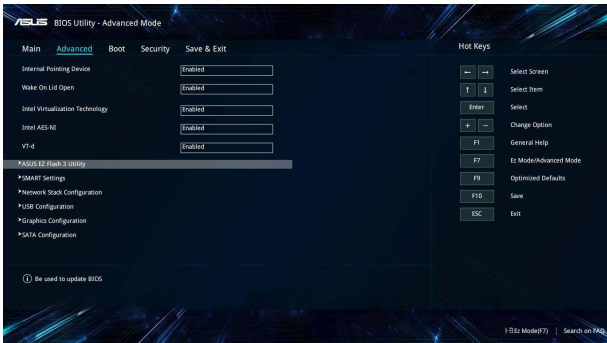 ASUS BIOS Utility - Advanced Mode
Main Advanced Boot Security Save & Exit
Internal Pointing Device Enabled
Wake On Lid Open Enabled
Intel Virtualization Technology Enabled
Intel AES-NI Enabled
VT-d Enabled
ASUS EZ Flash 3 Utility
SMART Settings
Network Stack Configuration
USB Configuration
Graphics Configuration
SATA Configuration
Be used to update BIOS
Hot Keys
← → Select Screen
↑ ↓ Select Item
Enter Select
+ − Change Option
F1 General Help
F7 Ez Mode/Advanced Mode
F9 Optimized Defaults
F10 Save
ESC Exit
Ez Mode(F7) | Search on FAQ